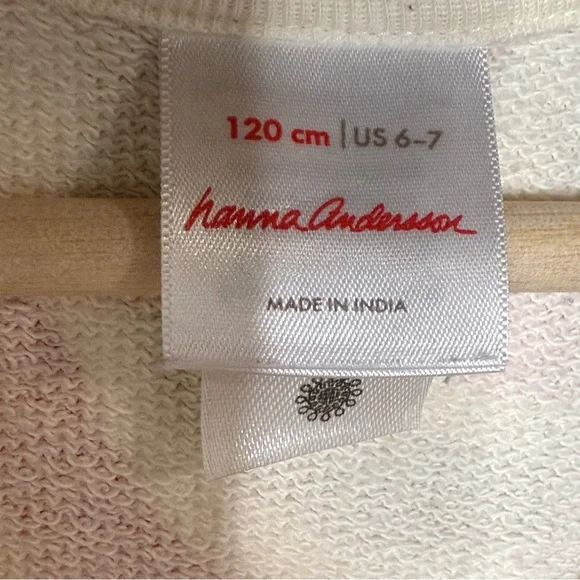 120 cm | US 6-7
hanna Andersson
MADE IN INDIA